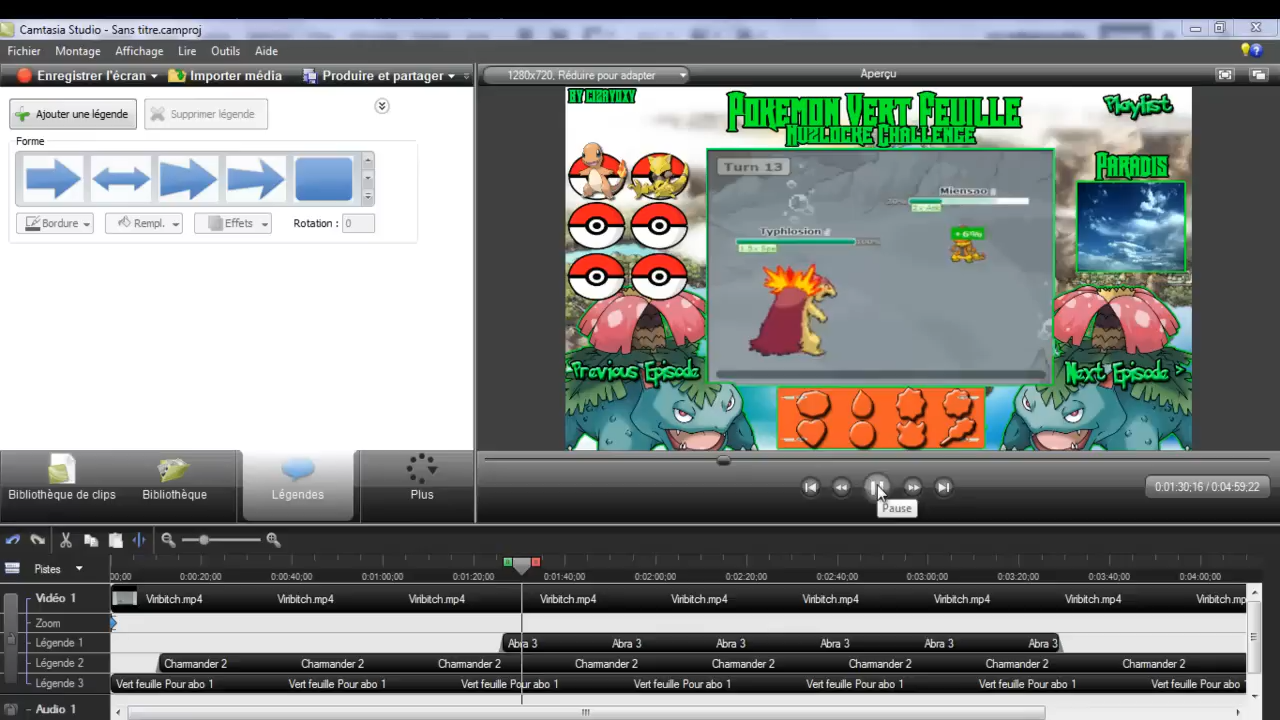 Camtasia Studio - Sans titre.camproj
Fichier Montage Affichage Lire Outils Aide
Enregistrer l'écran Importer média Produire et partager
1280x720, Réduire pour adapter
Aperçu
Ajouter une légende Supprimer légende
Forme
Bordure Rempl. Effets Rotation : 0
Pokemon Vert Feuille
Nuzlocke Challenge
Playlist
Paradis
Turn 13
Miensao
Typhlosion
Previous Episode
Next Episode >
Bibliothèque de clips Bibliothèque Légendes Plus
0:01:30;16 / 0:04:59;22
Pause
Pistes
00;00 0:00:20;00 0:00:40;00 0:01:00;00 0:01:20;00 0:01:40;00 0:02:00;00 0:02:20;00 0:02:40;00 0:03:00;00 0:03:20;00 0:03:40;00 0:04:00;00
Vidéo 1 Viribitch.mp4 Viribitch.mp4 Viribitch.mp4 Viribitch.mp4 Viribitch.mp4 Viribitch.mp4 Viribitch.mp4 Viribitch.mp4 Viribitch.mp
Zoom
Légende 1 Abra 3 Abra 3 Abra 3 Abra 3 Abra 3 Abra 3
Légende 2 Chamander 2 Chamander 2 Chamander 2 Chamander 2 Chamander 2 Chamander 2 Chamander 2 Chamander 2
Légende 3 Vert feuille Pour abo 1 Vert feuille Pour abo 1 Vert feuille Pour abo 1 Vert feuille Pour abo 1 Vert feuille Pour abo 1 Vert feuille Pour abo 1 Vert feuille Pour abo 1
Audio 1